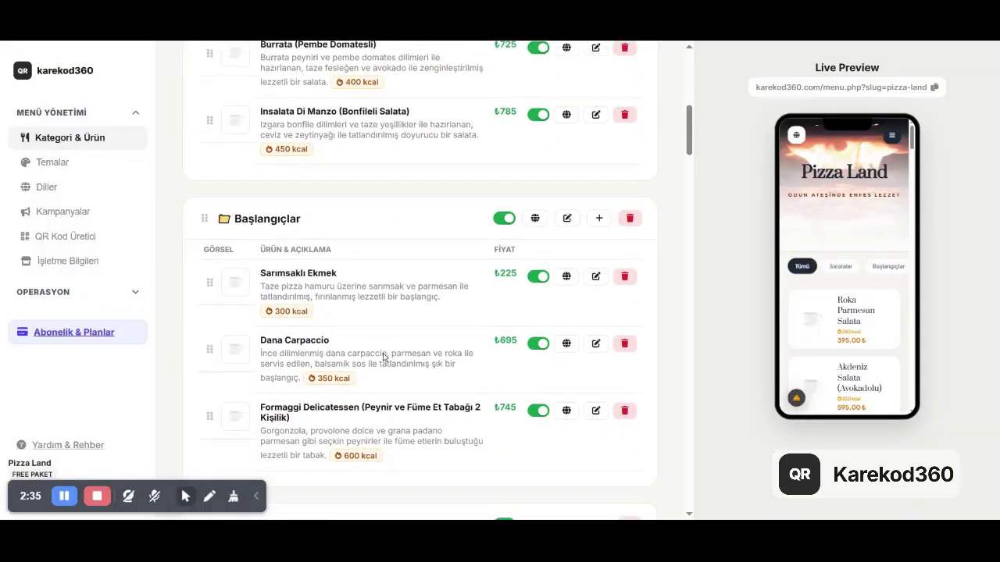 QR karekod360
MENÜ YÖNETİMİ
Kategori & Ürün
Temalar
Diller
Kampanyalar
QR Kod Üretici
İşletme Bilgileri
OPERASYON
Abonelik & Planlar
Yardım & Rehber
Pizza Land
FREE PAKET
2:35
Burrata (Pembe Domatesli)
₺725
Burrata peyniri ve pembe domates dilimleri ile
hazırlanan, taze fesleğen ve avokado ile zenginleştirilmiş
lezzetli bir salata. 400 kcal
Insalata Di Manzo (Bonfileli Salata)
₺785
Izgara bonfile dilimleri ve taze yeşillikler ile hazırlanan,
ceviz ve zeytinyağı ile tatlandırılmış doyurucu bir salata.
450 kcal
Başlangıçlar
GÖRSEL ÜRÜN & AÇIKLAMA FİYAT
Sarımsaklı Ekmek
₺225
Taze pizza hamuru üzerine sarımsak ve parmesan ile
tatlandırılmış, fırınlanmış lezzetli bir başlangıç.
300 kcal
Dana Carpaccio
₺695
İnce dilimlenmiş dana carpaccio, parmesan ve roka ile
servis edilen, balsamik sos ile tatlandırılmış şık bir
başlangıç. 350 kcal
Formaggi Delicatessen (Peynir ve Füme Et Tabağı 2
Kişilik)
₺745
Gorgonzola, provolone dolce ve grana padano
parmesan gibi seçkin peynirler ile füme etlerin buluştuğu
lezzetli bir tabak. 600 kcal
Live Preview
karekod360.com/menu.php?slug=pizza-land
Pizza Land
ODUN ATEŞİNDE ENFES LEZZET
Tümü Salatalar Başlangıçlar
Roka
Parmesan
Salata
250 kcal
395,00 ₺
Akdeniz
Salata
(Avokadolu)
320 kcal
595,00 ₺
QR Karekod360